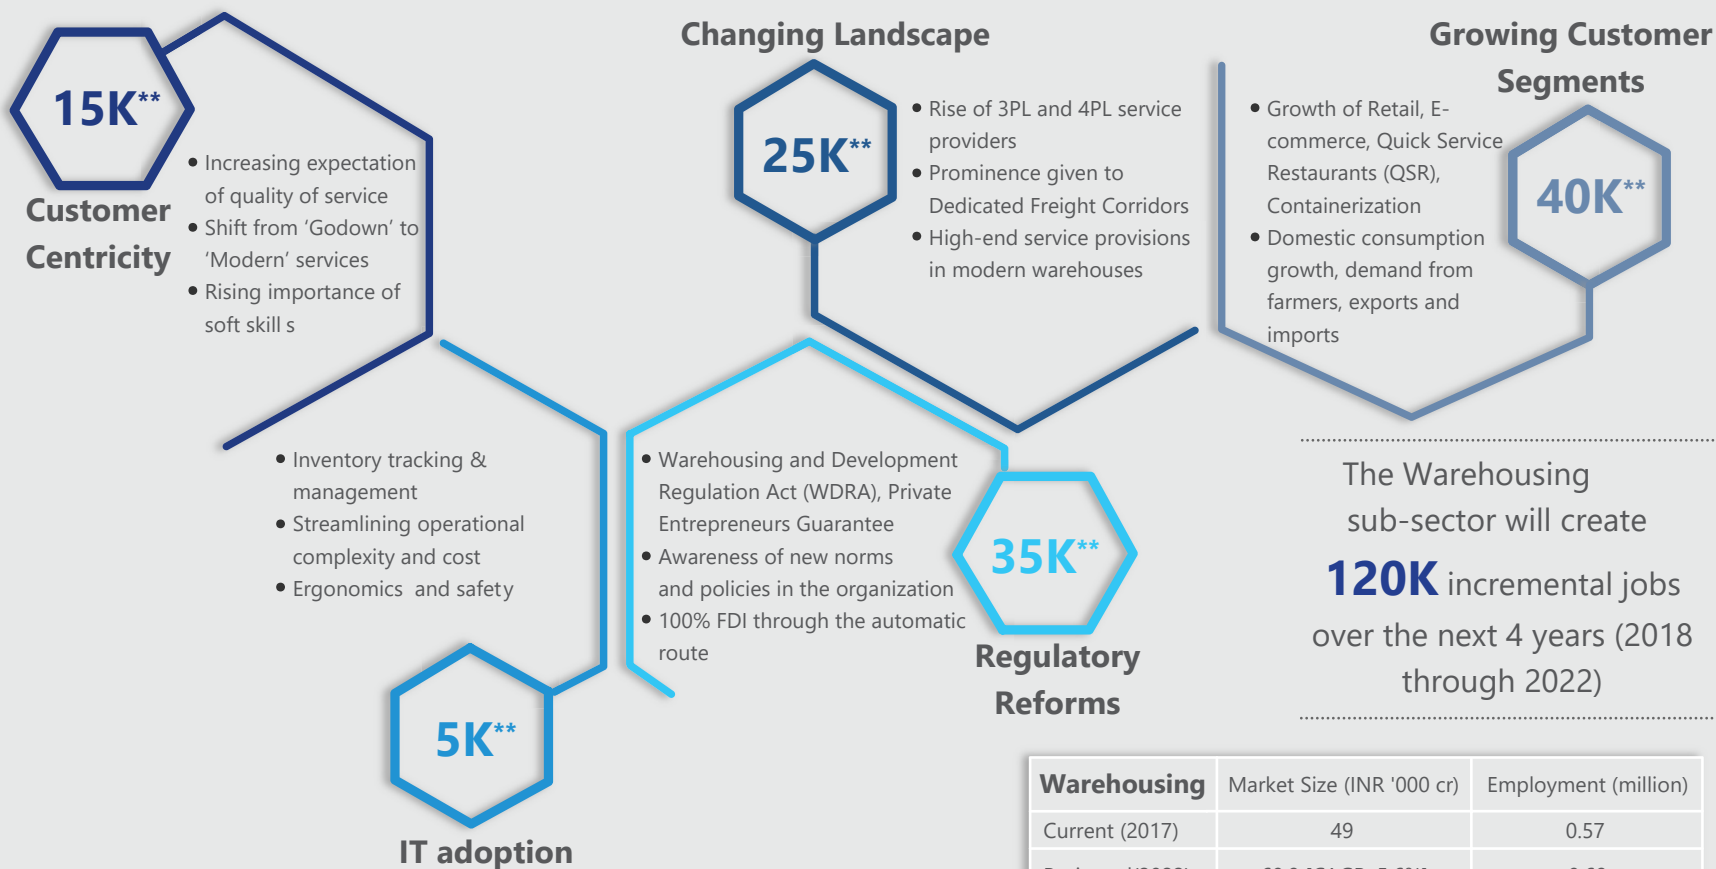 15K**
Customer
Centricity
• Increasing expectation
of quality of service
• Shift from ‘Godown’ to
‘Modern’ services
• Rising importance of
soft skill s
Changing Landscape
25K**
• Rise of 3PL and 4PL service
providers
• Prominence given to
Dedicated Freight Corridors
• High-end service provisions
in modern warehouses
Growing Customer
Segments
• Growth of Retail, E-
commerce, Quick Service
Restaurants (QSR),
Containerization
• Domestic consumption
growth, demand from
farmers, exports and
imports
40K**
• Inventory tracking &
management
• Streamlining operational
complexity and cost
• Ergonomics and safety
5K**
IT adoption
• Warehousing and Development
Regulation Act (WDRA), Private
Entrepreneurs Guarantee
• Awareness of new norms
and policies in the organization
• 100% FDI through the automatic
route
35K**
Regulatory
Reforms
The Warehousing
sub-sector will create
120K incremental jobs
over the next 4 years (2018
through 2022)
Warehousing Market Size (INR '000 cr) Employment (million)
Current (2017) 49 0.57